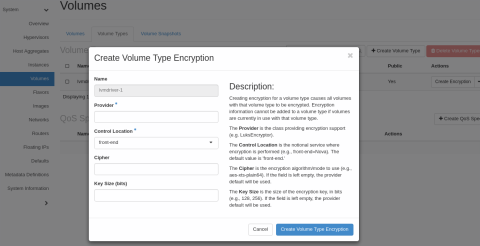 Volumes
System
Overview
Hypervisors
Host Aggregates
Instances
Volumes
Flavors
Images
Networks
Routers
Floating IPs
Defaults
Metadata Definitions
System Information
Volumes
Volume Types
Volume Snapshots
Volume
+ Create Volume Type
Delete Volume Types
Public
Actions
Yes
Create Encryption
QoS Sp
+ Create QoS Spec
Actions
Create Volume Type Encryption
×
Name
lvmdriver-1
Provider *
Control Location *
front-end
Cipher
Key Size (bits)
Description:
Creating encryption for a volume type causes all volumes
with that volume type to be encrypted. Encryption
information cannot be added to a volume type if volumes
are currently in use with that volume type.
The Provider is the class providing encryption support
(e.g. LuksEncryptor).
The Control Location is the notional service where
encryption is performed (e.g., front-end=Nova). The
default value is 'front-end.'
The Cipher is the encryption algorithm/mode to use (e.g.,
aes-xts-plain64). If the field is left empty, the provider
default will be used.
The Key Size is the size of the encryption key, in bits
(e.g., 128, 256). If the field is left empty, the provider
default will be used.
Cancel
Create Volume Type Encryption